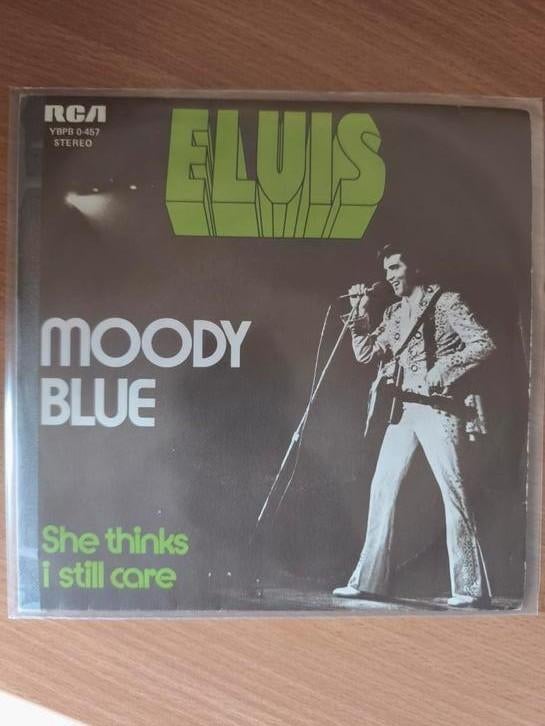 RCA
YBPB 0-457
STEREO
ELVIS
MOODY
BLUE
She thinks
i still care